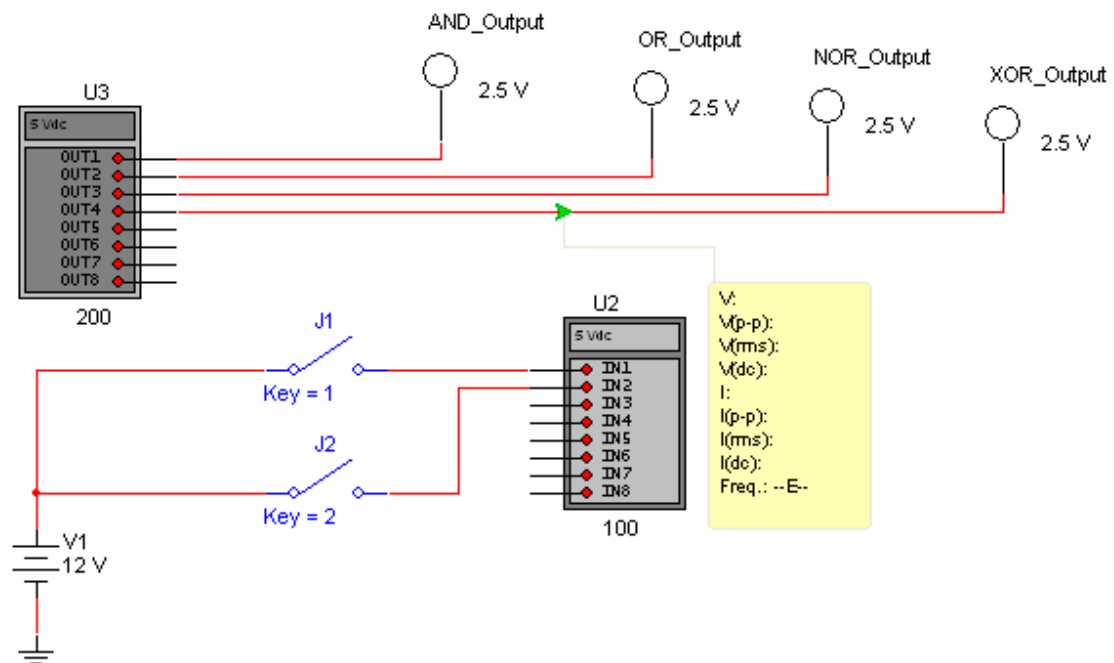 AND_Output
2.5 V
OR_Output
2.5 V
NOR_Output
2.5 V
XOR_Output
2.5 V
U3
5 Vdc
OUT1
OUT2
OUT3
OUT4
OUT5
OUT6
OUT7
OUT8
200
J1
Key = 1
J2
Key = 2
V1
12 V
U2
5 Vdc
IN1
IN2
IN3
IN4
IN5
IN6
IN7
IN8
100
V:
V(p-p):
V(rms):
V(dc):
I:
I(p-p):
I(rms):
I(dc):
Freq.: --E--